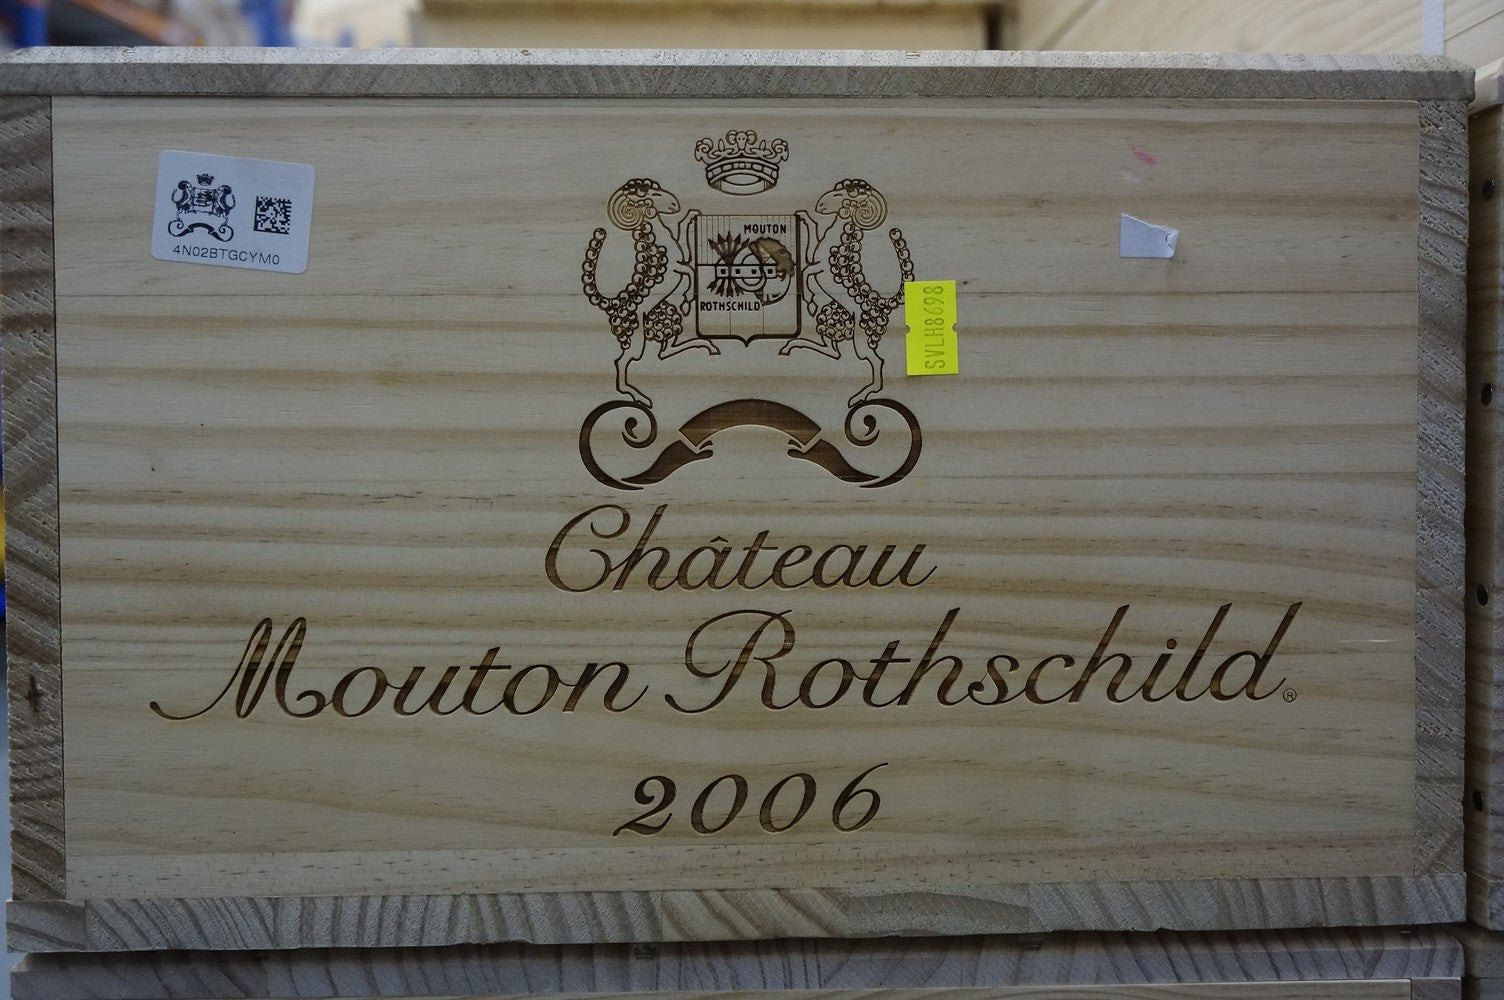 MOUTON
ROTHSCHILD
4N02BTGCYM0
SVLH8698
Château
Mouton Rothschild®
2006